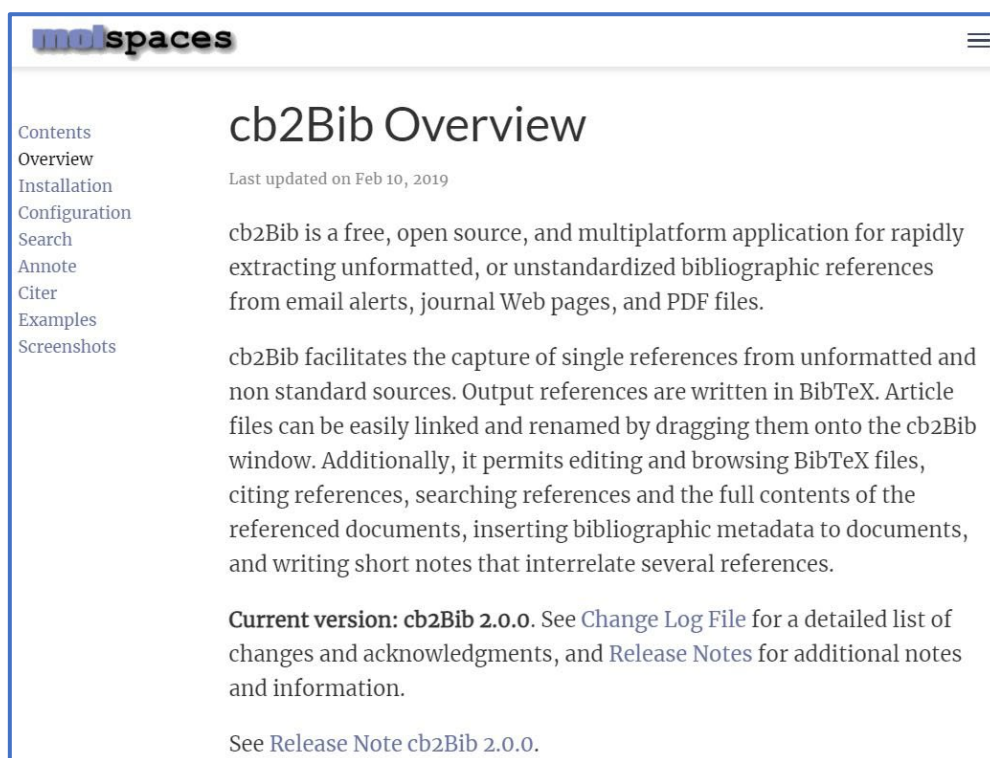 molspaces
Contents
Overview
Installation
Configuration
Search
Annote
Citer
Examples
Screenshots
cb2Bib Overview
Last updated on Feb 10, 2019
cb2Bib is a free, open source, and multiplatform application for rapidly
extracting unformatted, or unstandardized bibliographic references
from email alerts, journal Web pages, and PDF files.
cb2Bib facilitates the capture of single references from unformatted and
non standard sources. Output references are written in BibTeX. Article
files can be easily linked and renamed by dragging them onto the cb2Bib
window. Additionally, it permits editing and browsing BibTeX files,
citing references, searching references and the full contents of the
referenced documents, inserting bibliographic metadata to documents,
and writing short notes that interrelate several references.
Current version: cb2Bib 2.0.0. See Change Log File for a detailed list of
changes and acknowledgments, and Release Notes for additional notes
and information.
See Release Note cb2Bib 2.0.0.